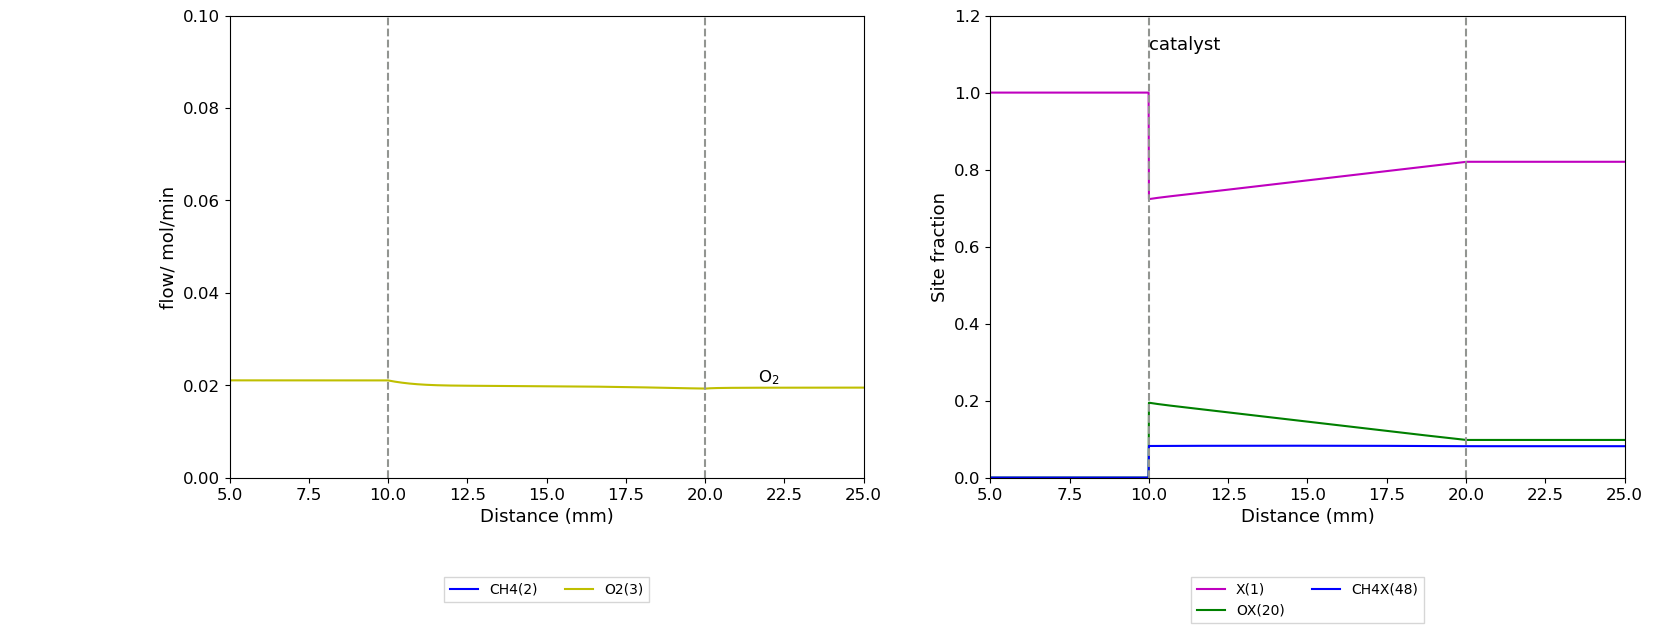 0.10
0.08
0.06
0.04
0.02
0.00
flow/ mol/min
O₂
5.0 7.5 10.0 12.5 15.0 17.5 20.0 22.5 25.0
Distance (mm)
CH4(2) O2(3)
catalyst
1.2
1.0
0.8
0.6
0.4
0.2
0.0
Site fraction
5.0 7.5 10.0 12.5 15.0 17.5 20.0 22.5 25.0
Distance (mm)
X(1) CH4X(48)
OX(20)